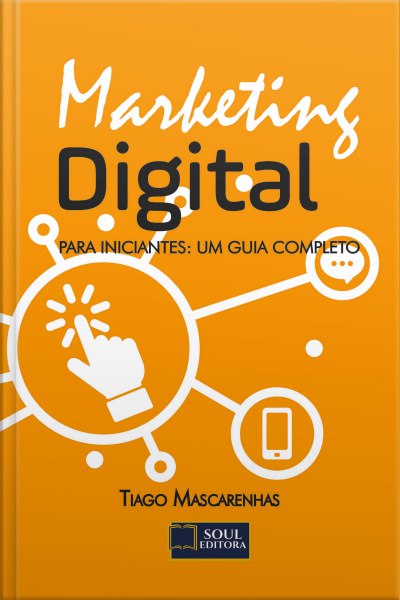 Marketing
Digital
PARA INICIANTES: UM GUIA COMPLETO
TIAGO MASCARENHAS
SOUL
EDITORA